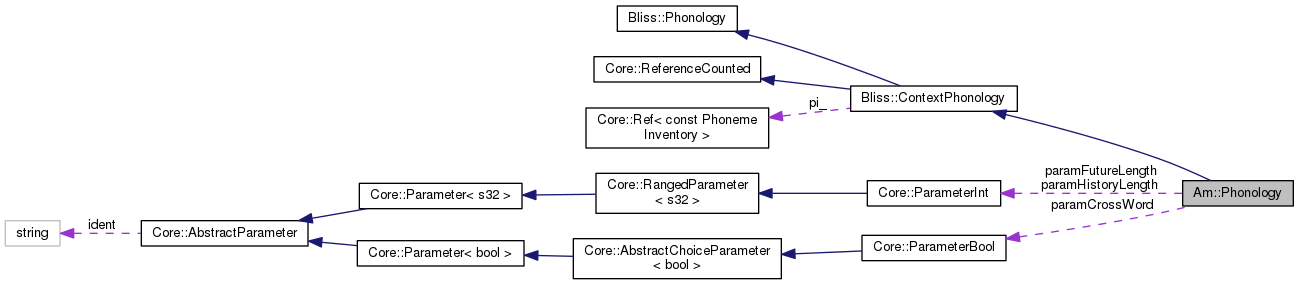 Bliss::Phonology
Core::ReferenceCounted
Bliss::ContextPhonology
pi_
Core::Ref< const Phoneme
Inventory >
paramFutureLength
paramHistoryLength
Core::RangedParameter
< s32 >
Core::Parameter< s32 >
Core::ParameterInt
Am::Phonology
paramCrossWord
ident
string
Core::AbstractParameter
Core::Parameter< bool >
Core::AbstractChoiceParameter
< bool >
Core::ParameterBool